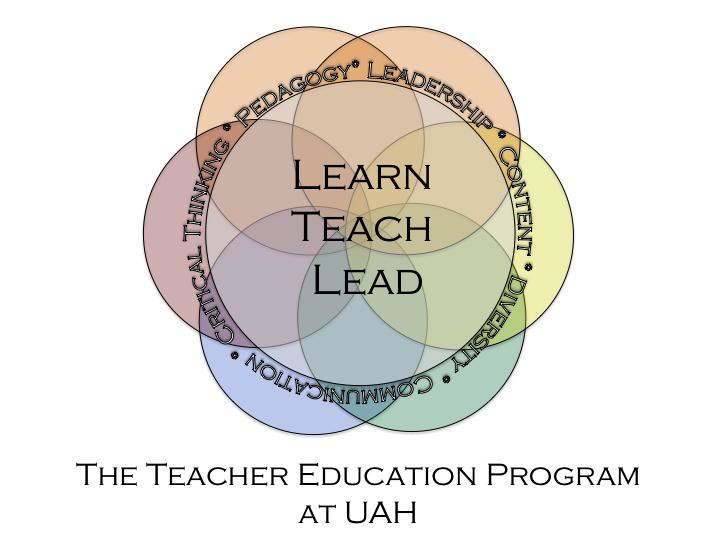 Pedagogy • Leadership • Content • Diversity • Communication • Critical Thinking •
Learn
Teach
Lead
The Teacher Education Program
at UAH